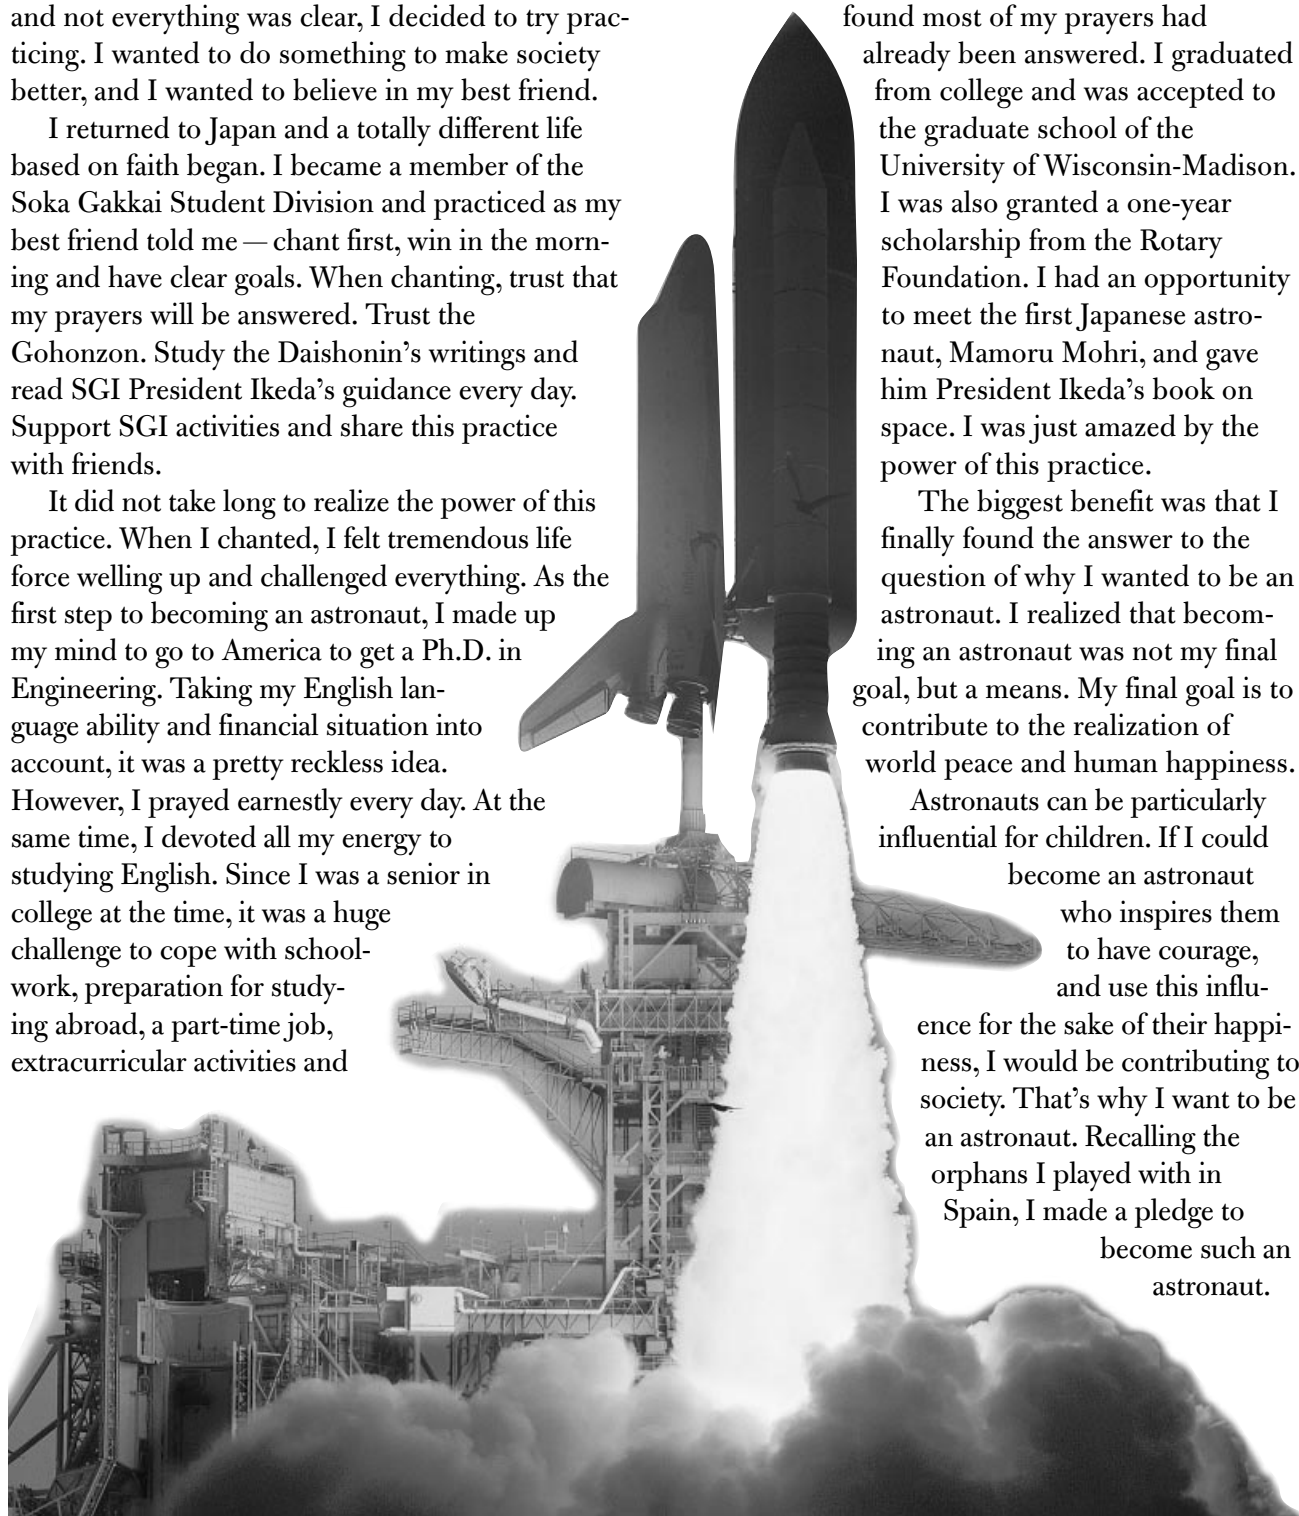 and not everything was clear, I decided to try prac-
ticing. I wanted to do something to make society
better, and I wanted to believe in my best friend.
I returned to Japan and a totally different life
based on faith began. I became a member of the
Soka Gakkai Student Division and practiced as my
best friend told me — chant first, win in the morn-
ing and have clear goals. When chanting, trust that
my prayers will be answered. Trust the
Gohonzon. Study the Daishonin’s writings and
read SGI President Ikeda’s guidance every day.
Support SGI activities and share this practice
with friends.
It did not take long to realize the power of this
practice. When I chanted, I felt tremendous life
force welling up and challenged everything. As the
first step to becoming an astronaut, I made up
my mind to go to America to get a Ph.D. in
Engineering. Taking my English lan-
guage ability and financial situation into
account, it was a pretty reckless idea.
However, I prayed earnestly every day. At the
same time, I devoted all my energy to
studying English. Since I was a senior in
college at the time, it was a huge
challenge to cope with school-
work, preparation for study-
ing abroad, a part-time job,
extracurricular activities and
found most of my prayers had
already been answered. I graduated
from college and was accepted to
the graduate school of the
University of Wisconsin-Madison.
I was also granted a one-year
scholarship from the Rotary
Foundation. I had an opportunity
to meet the first Japanese astro-
naut, Mamoru Mohri, and gave
him President Ikeda’s book on
space. I was just amazed by the
power of this practice.
The biggest benefit was that I
finally found the answer to the
question of why I wanted to be an
astronaut. I realized that becom-
ing an astronaut was not my final
goal, but a means. My final goal is to
contribute to the realization of
world peace and human happiness.
Astronauts can be particularly
influential for children. If I could
become an astronaut
who inspires them
to have courage,
and use this influ-
ence for the sake of their happi-
ness, I would be contributing to
society. That’s why I want to be
an astronaut. Recalling the
orphans I played with in
Spain, I made a pledge to
become such an
astronaut.